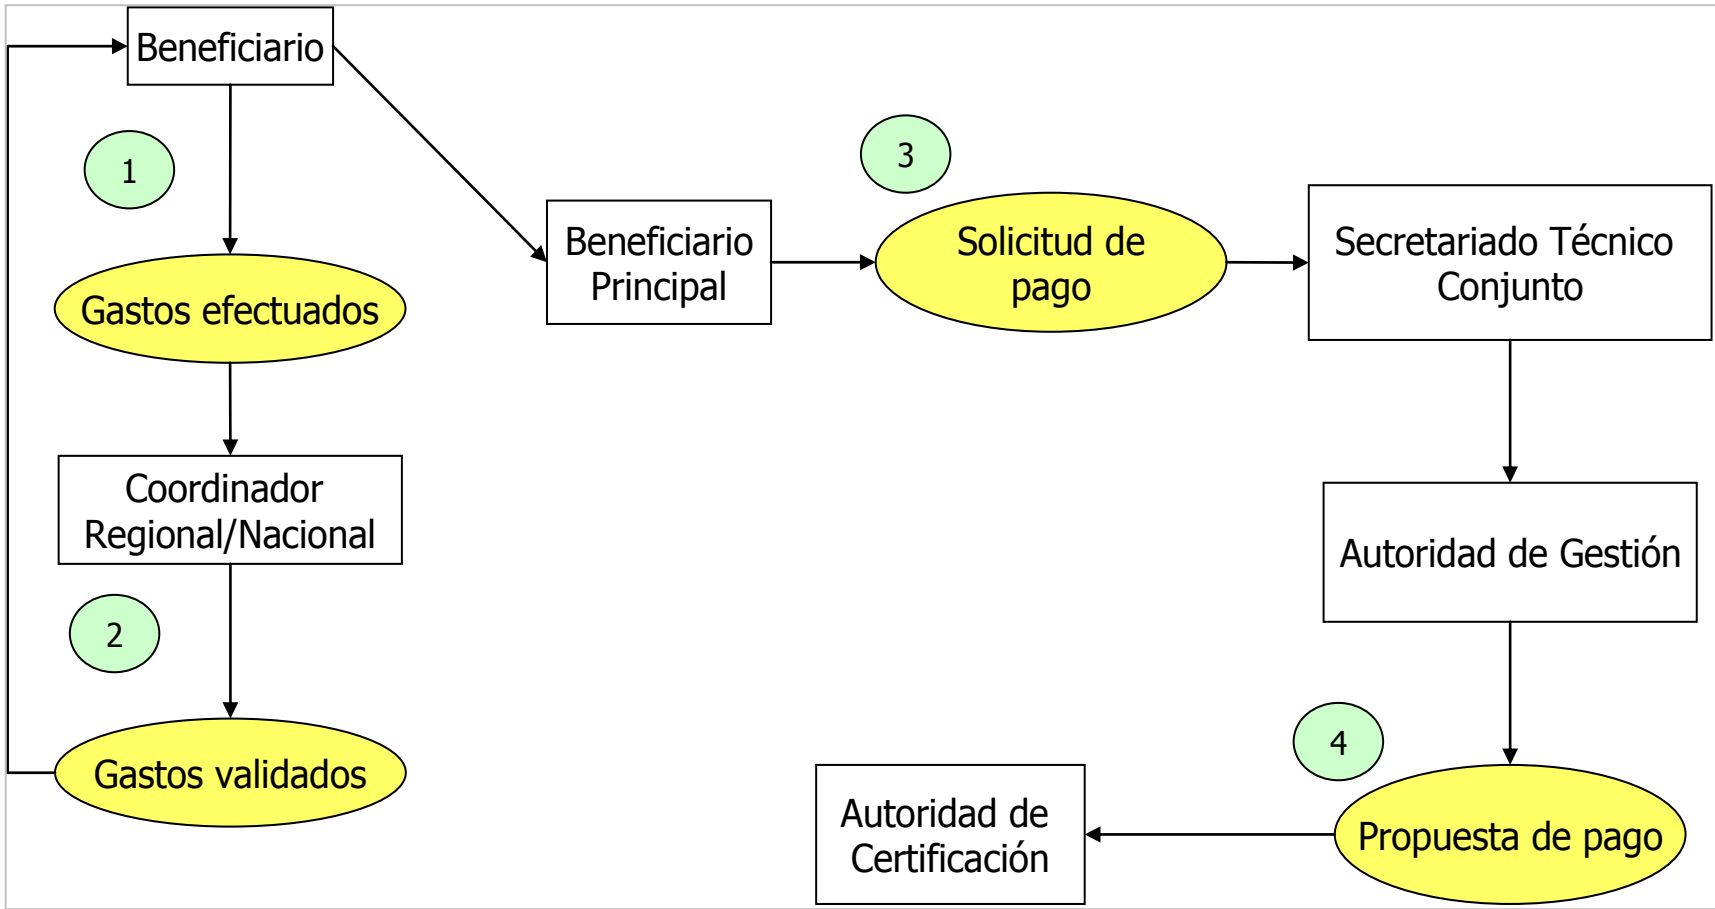 Beneficiario
1
Gastos efectuados
Coordinador
Regional/Nacional
2
Gastos validados
Beneficiario
Principal
3
Solicitud de
pago
Secretariado Técnico
Conjunto
Autoridad de Gestión
4
Propuesta de pago
Autoridad de
Certificación